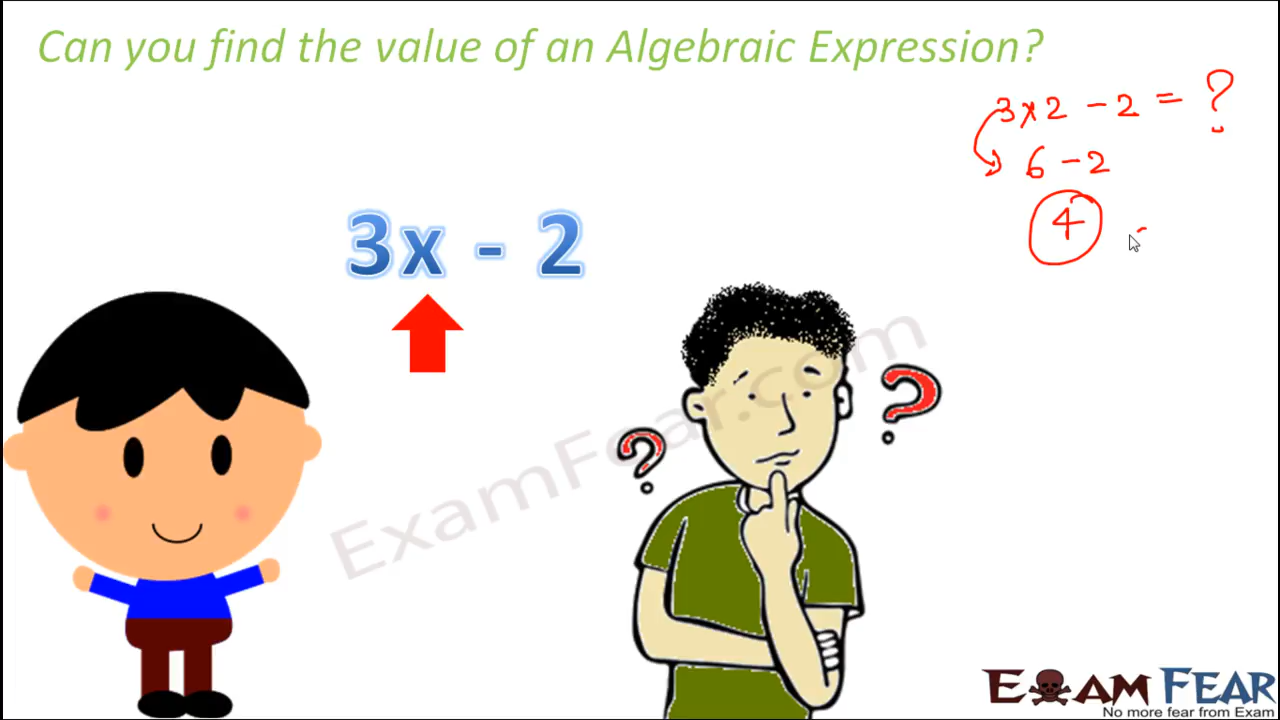 Can you find the value of an Algebraic Expression?
3x2 - 2 = ?
6 - 2
4
3x - 2
?
?
ExamFear.com
EXAM FEAR
No more fear from Exam